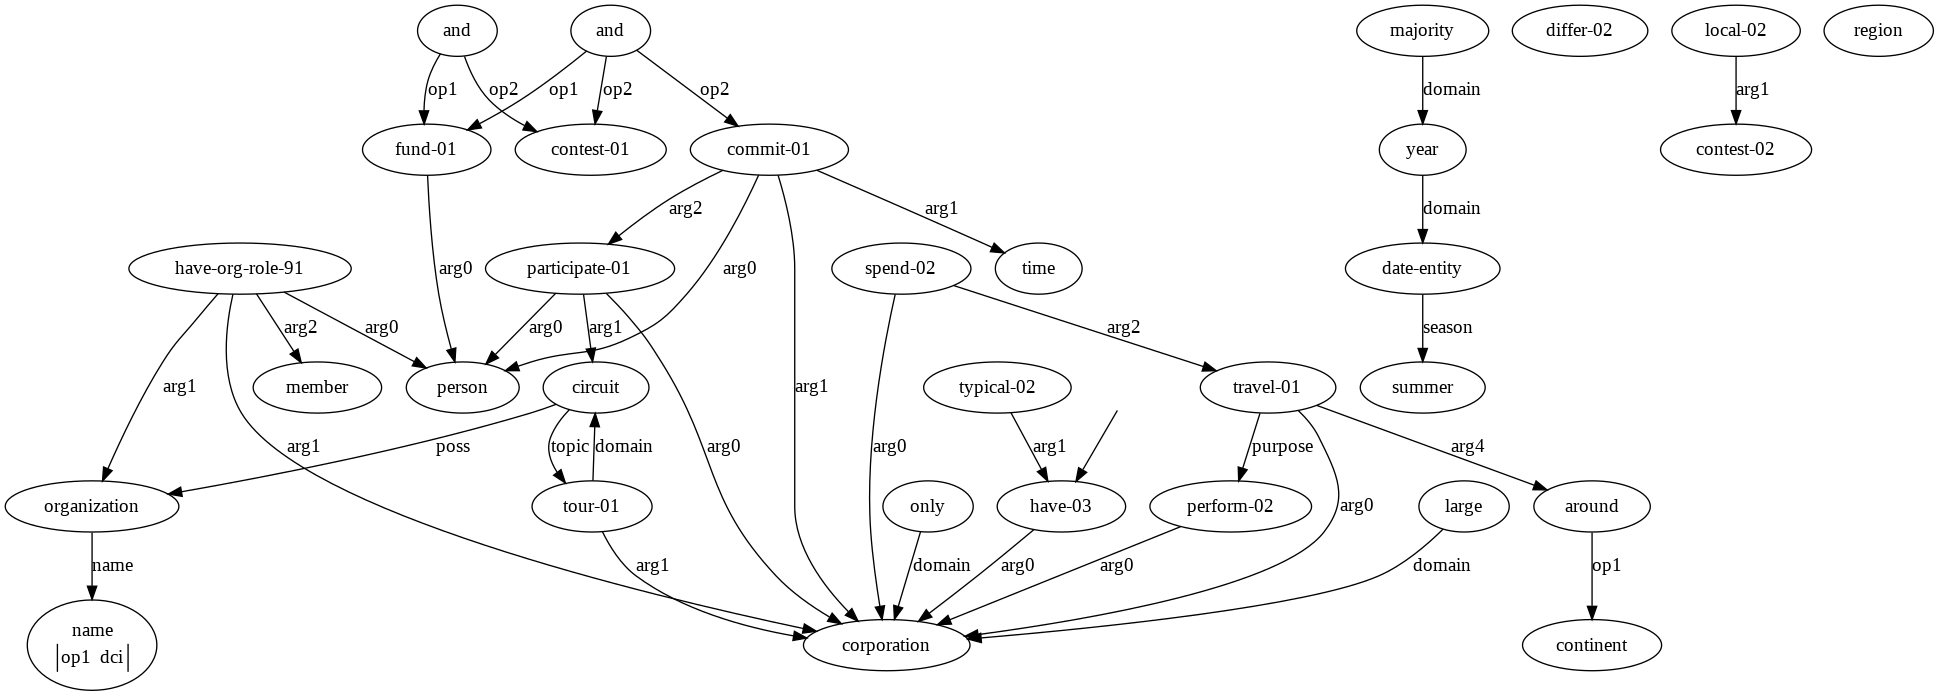 and and majority differ-02 local-02 region
op1 op2 op1 op2 op2 domain arg1
fund-01 contest-01 commit-01 year contest-02
arg2 arg1 domain
have-org-role-91 participate-01 spend-02 time date-entity
arg0 arg0
arg2 arg0 arg0 arg1 arg2 season
member person circuit typical-02 travel-01 summer
arg1 arg1
arg1 poss topic domain arg0 arg0 arg1 purpose arg4
organization tour-01 only have-03 perform-02 large around
arg0
name arg1 domain arg0 arg0 domain op1
name
op1 dci
corporation continent